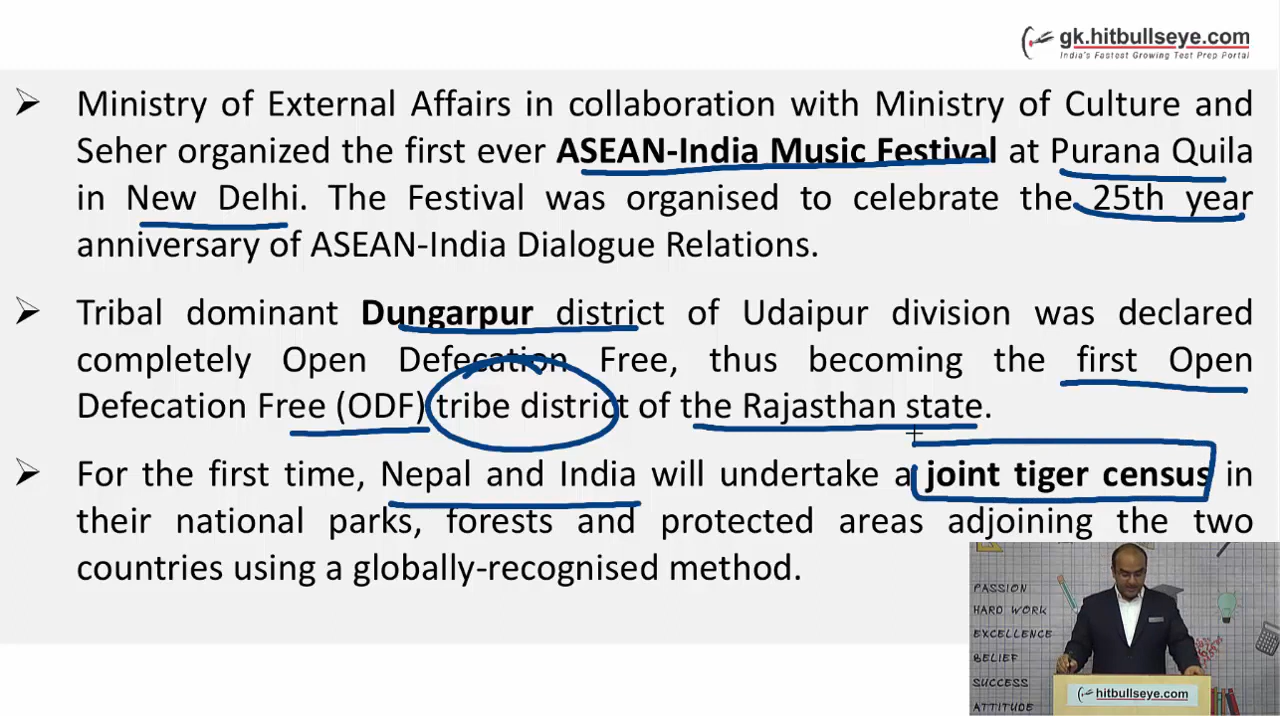 gk.hitbullseye.com
India's Fastest Growing Test Prep Portal
Ministry of External Affairs in collaboration with Ministry of Culture and
Seher organized the first ever ASEAN-India Music Festival at Purana Quila
in New Delhi. The Festival was organised to celebrate the 25th year
anniversary of ASEAN-India Dialogue Relations.
Tribal dominant Dungarpur district of Udaipur division was declared
completely Open Defecation Free, thus becoming the first Open
Defecation Free (ODF) tribe district of the Rajasthan state.
For the first time, Nepal and India will undertake a joint tiger census in
their national parks, forests and protected areas adjoining the two
countries using a globally-recognised method.
PASSION
HARD WORK
EXCELLENCE
BELIEF
SUCCESS
ATTITUDE
hitbullseye.com